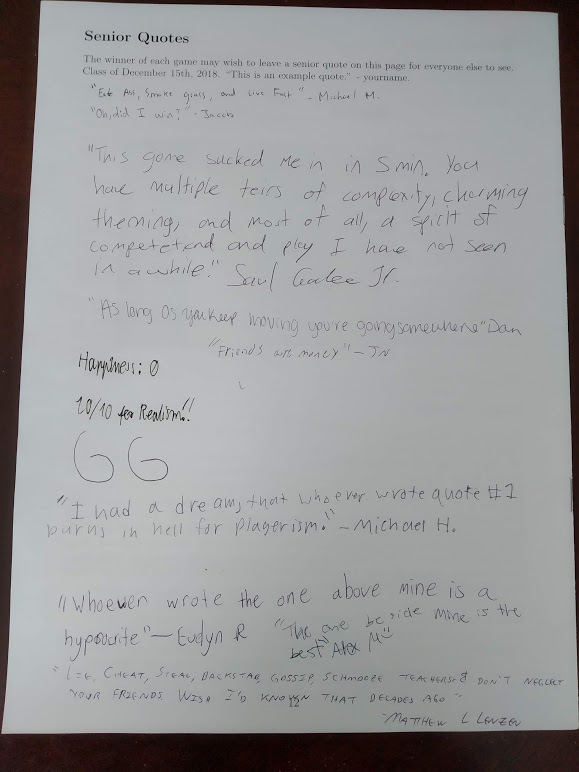 Senior Quotes
The winner of each game may wish to leave a senior quote on this page for everyone else to see.
Class of December 15th, 2018. "This is an example quote." - yourname.
"Eat Ass, Smoke grass, and Live Fast" - Michael M.
"Oh, did I win?" - Jacob
"This game sucked me in in 5 min. You
have multiple teirs of complexity, charming
theming, and most of all, a spirit of
competetend and play I have not seen
in a while." Saul Jr.
"As long as you keep moving you're going somewhere" Dan
"Friends are money" - JN
Happiness: 0
10/10 for Realism!!
GG
"I had a dream, that whoever wrote quote #1
burns in hell for plagerism." - Michael H.
"Whoever wrote the one above mine is a
hypocrite" - Evelyn R
"The one beside mine is the
best" Alex M
"Lie, Cheat, Steal, Backstab, Gossip, Schmooze teachers & don't neglect
your friends Wish I'd known that decades ago"
- Matthew L Lenzen